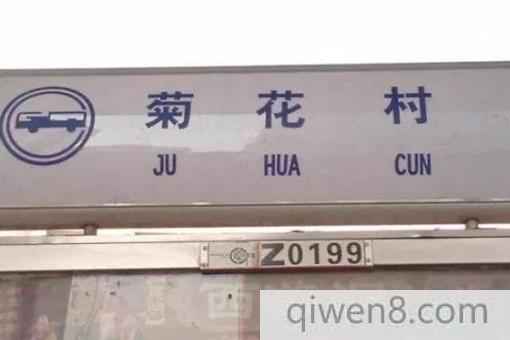 菊花村
JU HUA CUN
Z0199
qiwen8.com